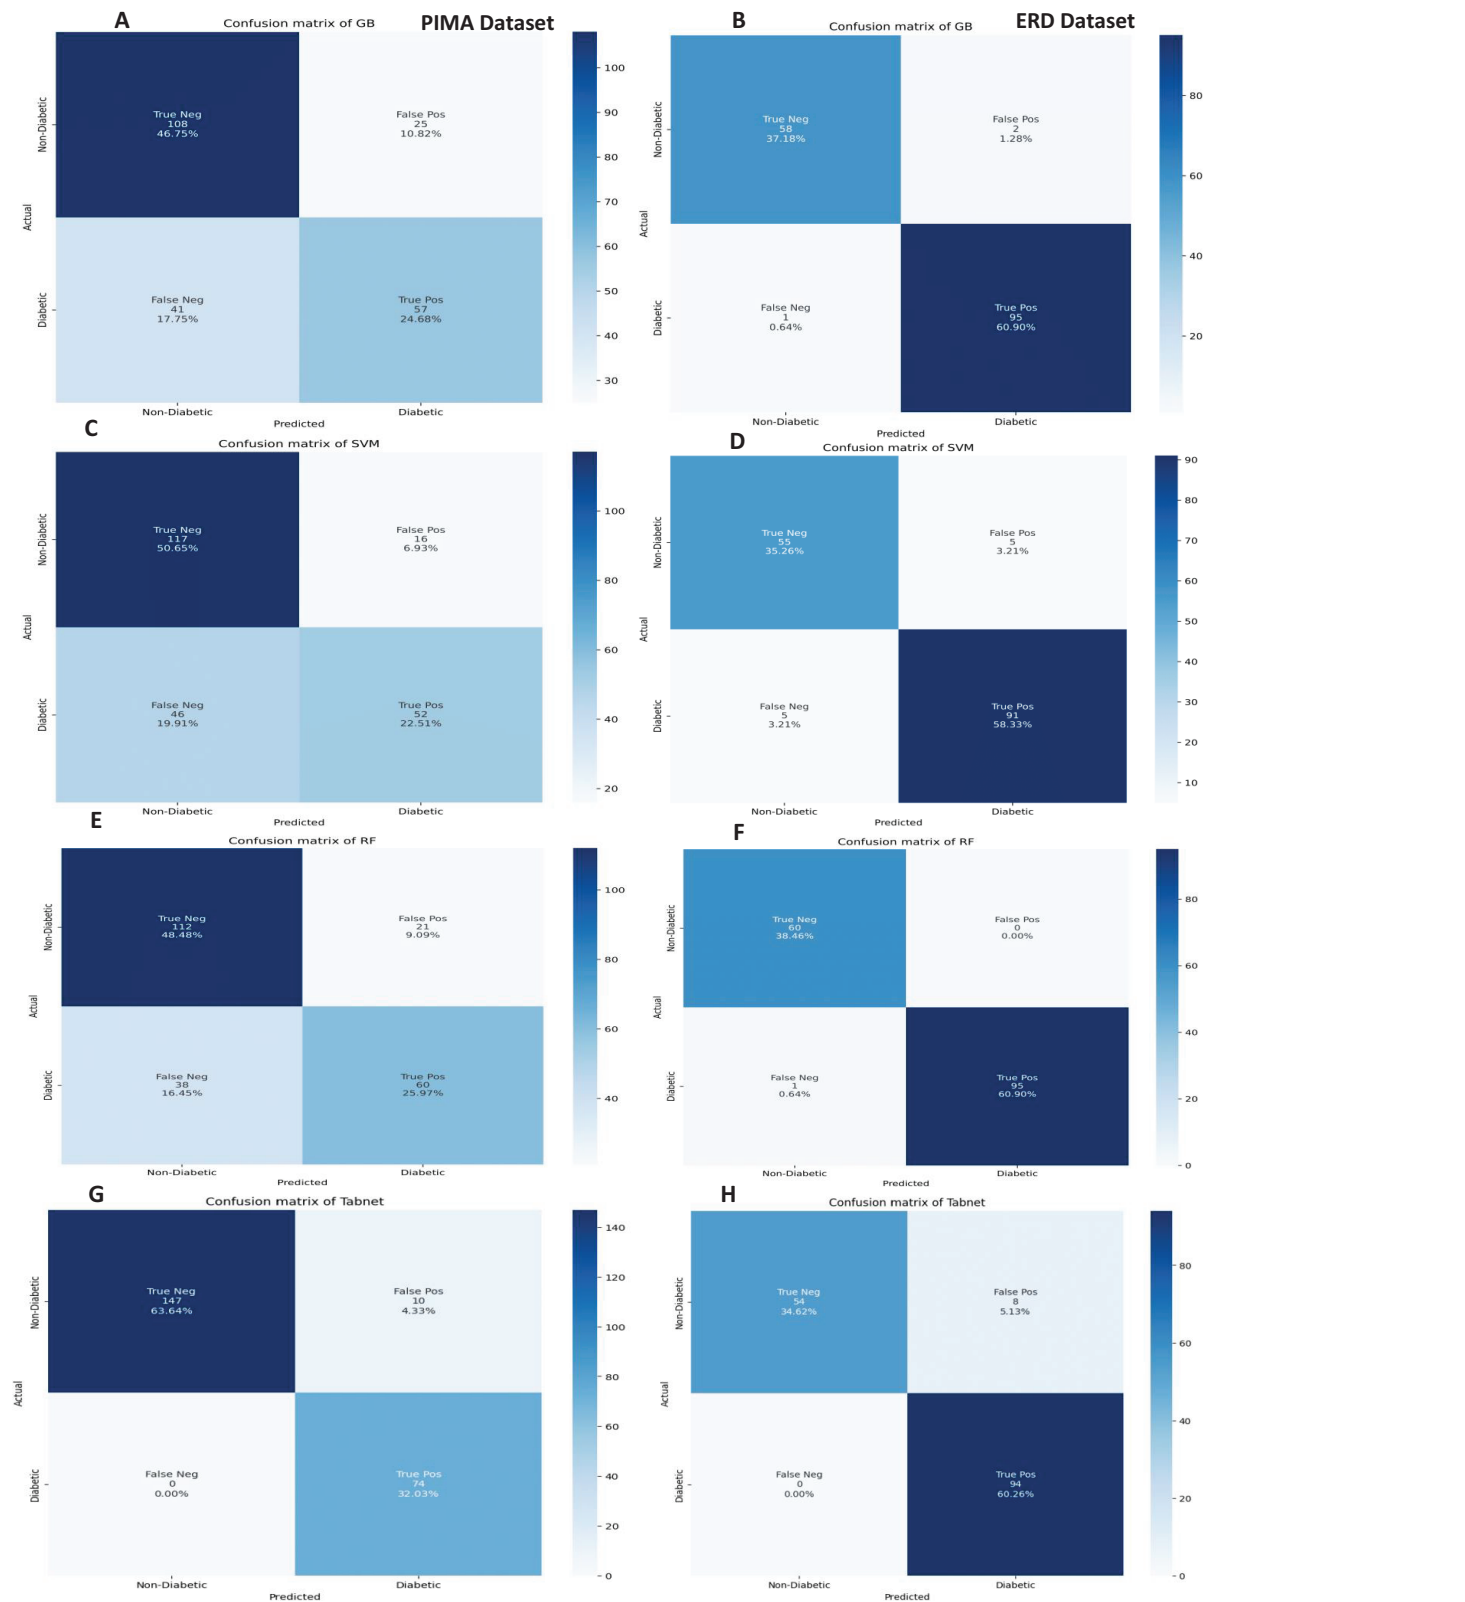 A
Confusion matrix of GB
PIMA Dataset
True Neg
108
46.75%
False Pos
25
10.82%
False Neg
41
17.75%
True Pos
57
24.68%
Non-Diabetic
Diabetic
Actual
Non-Diabetic
Diabetic
Predicted
100
90
80
70
60
50
40
30
B
Confusion matrix of GB
ERD Dataset
True Neg
58
37.18%
False Pos
2
1.28%
False Neg
1
0.64%
True Pos
95
60.90%
Non-Diabetic
Diabetic
Actual
Non-Diabetic
Diabetic
Predicted
80
60
40
20
C
Confusion matrix of SVM
True Neg
117
50.65%
False Pos
16
6.93%
False Neg
46
19.91%
True Pos
52
22.51%
Non-Diabetic
Diabetic
Actual
Non-Diabetic
Diabetic
Predicted
100
80
60
40
20
D
Confusion matrix of SVM
True Neg
55
35.26%
False Pos
5
3.21%
False Neg
5
3.21%
True Pos
91
58.33%
Non-Diabetic
Diabetic
Actual
Non-Diabetic
Diabetic
Predicted
90
80
70
60
50
40
30
20
10
E
Confusion matrix of RF
True Neg
112
48.48%
False Pos
21
9.09%
False Neg
38
16.45%
True Pos
60
25.97%
Non-Diabetic
Diabetic
Actual
Non-Diabetic
Diabetic
Predicted
100
80
60
40
F
Confusion matrix of RF
True Neg
60
38.46%
False Pos
0
0.00%
False Neg
1
0.64%
True Pos
95
60.90%
Non-Diabetic
Diabetic
Actual
Non-Diabetic
Diabetic
Predicted
80
60
40
20
0
G
Confusion matrix of Tabnet
True Neg
147
63.64%
False Pos
10
4.33%
False Neg
0
0.00%
True Pos
74
32.03%
Non-Diabetic
Diabetic
Actual
Non-Diabetic
Diabetic
Predicted
140
120
100
80
60
40
20
0
H
Confusion matrix of Tabnet
True Neg
54
34.62%
False Pos
8
5.13%
False Neg
0
0.00%
True Pos
94
60.26%
Non-Diabetic
Diabetic
Actual
Non-Diabetic
Diabetic
Predicted
80
60
40
20
0